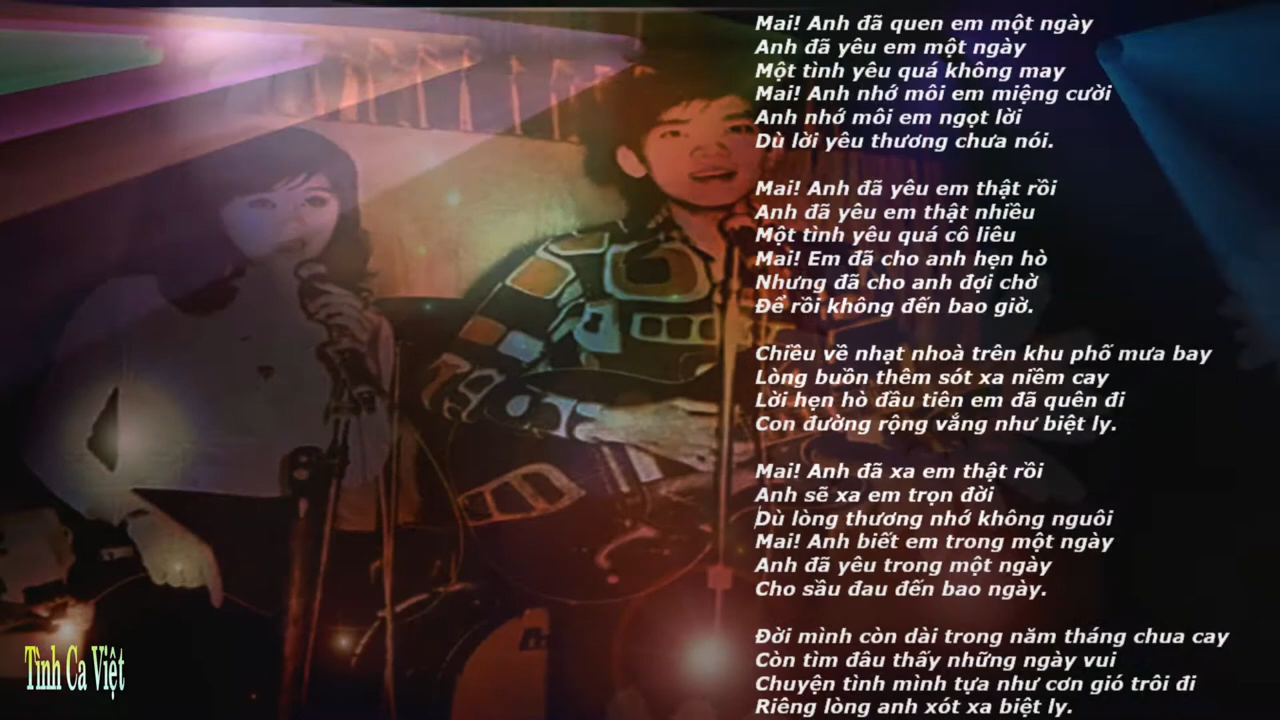 Mai! Anh đã quen em một ngày
Anh đã yêu em một ngày
Một tình yêu quá không may
Mai! Anh nhớ môi em miệng cười
Anh nhớ môi em ngọt lời
Dù lời yêu thương chưa nói.
Mai! Anh đã yêu em thật rồi
Anh đã yêu em thật nhiều
Một tình yêu quá cô liêu
Mai! Em đã cho anh hẹn hò
Nhưng đã cho anh đợi chờ
Để rồi không đến bao giờ.
Chiều về nhạt nhoà trên khu phố mưa bay
Lòng buồn thêm sót xa niềm cay
Lời hẹn hò đầu tiên em đã quên đi
Con đường rộng vắng như biệt ly.
Mai! Anh đã xa em thật rồi
Anh sẽ xa em trọn đời
Dù lòng thương nhớ không nguôi
Mai! Anh biết em trong một ngày
Anh đã yêu trong một ngày
Cho sầu đau đến bao ngày.
Đời mình còn dài trong năm tháng chua cay
Còn tìm đâu thấy những ngày vui
Chuyện tình mình tựa như cơn gió trôi đi
Riêng lòng anh xót xa biệt ly.
Tình Ca Việt